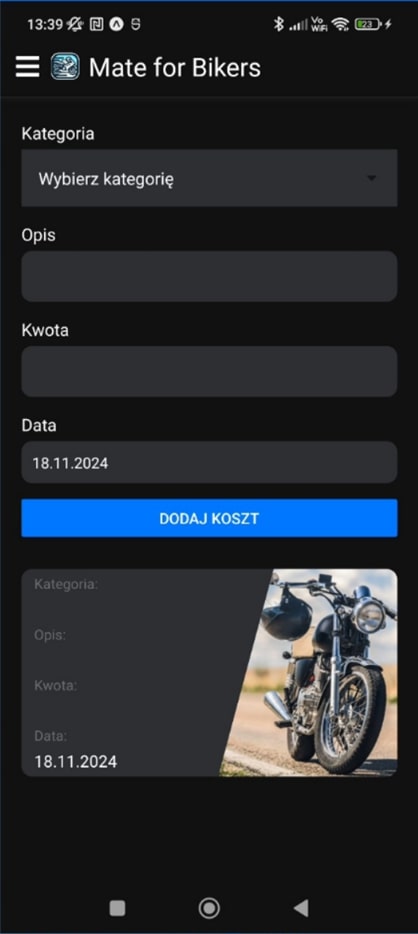 13:39
Vo
WiFi
23
Mate for Bikers
Kategoria
Wybierz kategorię
Opis
Kwota
Data
18.11.2024
DODAJ KOSZT
Kategoria:
Opis:
Kwota:
Data:
18.11.2024